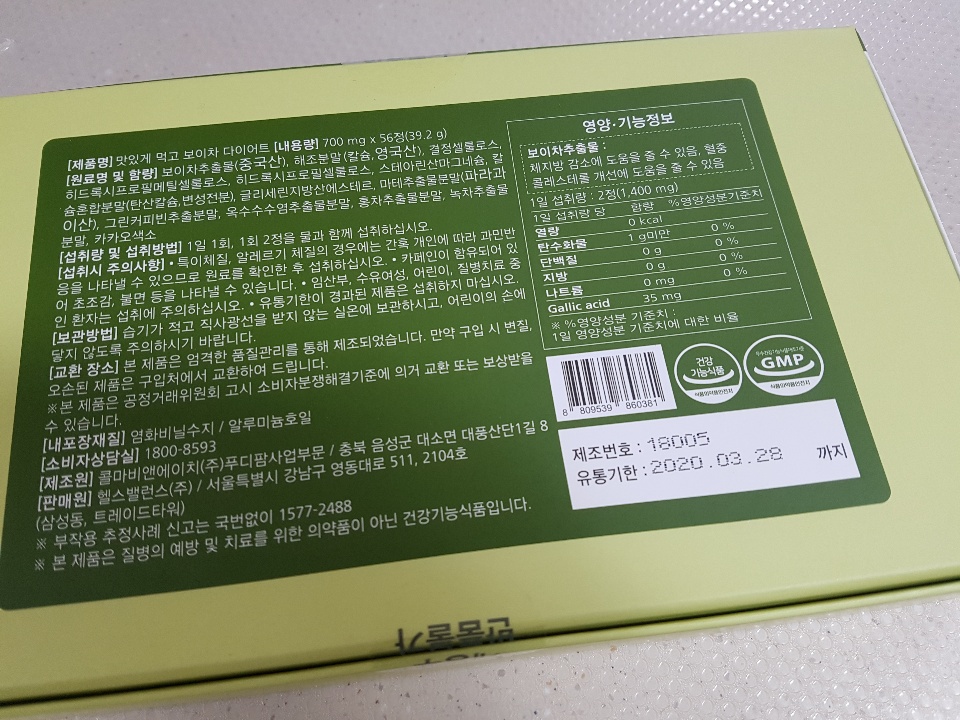 [제품명] 맛있게 먹고 보이차 다이어트 [내용량] 700 mg x 56정(39.2 g)
[원료명 및 함량] 보이차추출물(중국산), 해조분말(칼슘,영국산), 결정셀룰로스,
히드록시프로필메틸셀룰로스, 히드록시프로필셀룰로스, 스테아린산마그네슘, 칼
슘혼합분말(탄산칼슘,변성전분), 글리세린지방산에스테르, 마테추출물분말(파라과
이산), 그린커피빈추출물분말, 옥수수수염추출물분말, 홍차추출물분말, 녹차추출물
분말, 카카오색소
[섭취량 및 섭취방법] 1일 1회, 1회 2정을 물과 함께 섭취하십시오.
[섭취시 주의사항] • 특이체질, 알레르기 체질의 경우에는 간혹 개인에 따라 과민반
응을 나타낼 수 있으므로 원료를 확인한 후 섭취하십시오. • 카페인이 함유되어 있
어 초조감, 불면 등을 나타낼 수 있습니다. • 임산부, 수유여성, 어린이, 질병치료 중
인 환자는 섭취에 주의하십시오. • 유통기한이 경과된 제품은 섭취하지 마십시오.
[보관방법] 습기가 적고 직사광선을 받지 않는 실온에 보관하시고, 어린이의 손에
닿지 않도록 주의하시기 바랍니다.
[교환 장소] 본 제품은 엄격한 품질관리를 통해 제조되었습니다. 만약 구입 시 변질,
오손된 제품은 구입처에서 교환하여 드립니다.
※본 제품은 공정거래위원회 고시 소비자분쟁해결기준에 의거 교환 또는 보상받을
수 있습니다.
[내포장재질] 염화비닐수지 / 알루미늄호일
[소비자상담실] 1800-8593
[제조원] 콜마비앤에이치(주)푸디팜사업부문 / 충북 음성군 대소면 대풍산단1길 8
[판매원] 헬스밸런스(주) / 서울특별시 강남구 영동대로 511, 2104호
(삼성동, 트레이드타워)
※ 부작용 추정사례 신고는 국번없이 1577-2488
※ 본 제품은 질병의 예방 및 치료를 위한 의약품이 아닌 건강기능식품입니다.
영양·기능정보
보이차추출물 :
체지방 감소에 도움을 줄 수 있음, 혈중
콜레스테롤 개선에 도움을 줄 수 있음
1일 섭취량 : 2정(1,400 mg)
1일 섭취량 당 함량 %영양성분기준치
열량 0 kcal
탄수화물 1 g미만 0 %
단백질 0 g 0 %
지방 0 g
나트륨 0 mg 0 %
Gallic acid 35 mg
※ %영양성분 기준치 :
1일 영양성분 기준치에 대한 비율
8 809539 860381
건강
기능식품
식품의약품안전처
우수건강기능식품제조기준
GMP
식품의약품안전처
제조번호 : 18005
유통기한 : 2020.03.28 까지